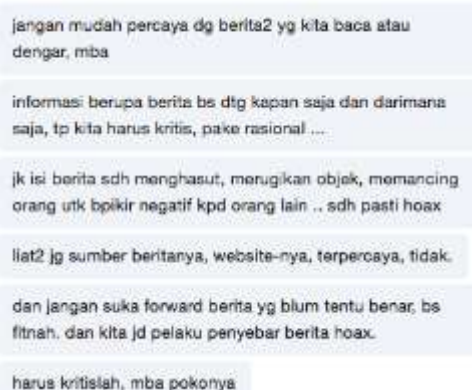 jangan mudah percaya dg berita2 yg kita baca atau
dengar, mba
informasi berupa berita bs dtg kapan saja dan darimana
saja, tp kita harus kritis, pake rasional ...
jk isi berita sdh menghasut, merugikan objek, memancing
orang utk bpikir negatif kpd orang lain .. sdh pasti hoax
liat2 jg sumber beritanya, website-nya, terpercaya, tidak.
dan jangan suka forward berita yg blum tentu benar, bs
fitnah. dan kita jd pelaku penyebar berita hoax.
harus kritislah, mba pokonya